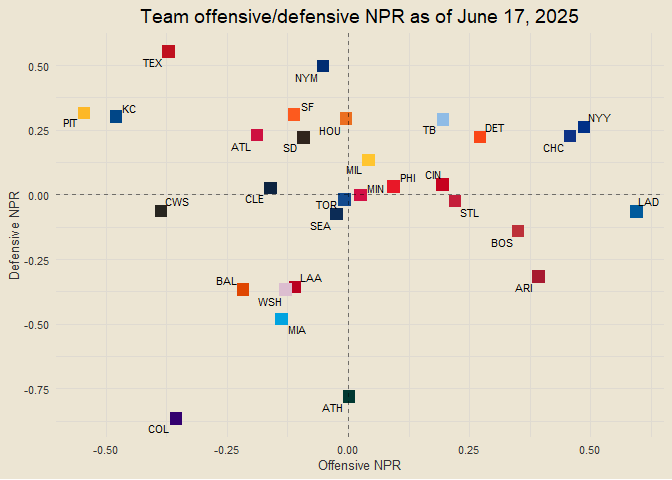 Team offensive/defensive NPR as of June 17, 2025
TEX
0.50
NYM
PIT
KC
SF
HOU
TB
DET
NYY
CHC
0.25
ATL
SD
MIL
PHI
CIN
0.00
CWS
CLE
TOR
MIN
STL
LAD
SEA
BOS
Defensive NPR
-0.25
BAL
WSH
LAA
ARI
MIA
-0.50
-0.75
ATH
COL
-0.50
-0.25
0.00
0.25
0.50
Offensive NPR